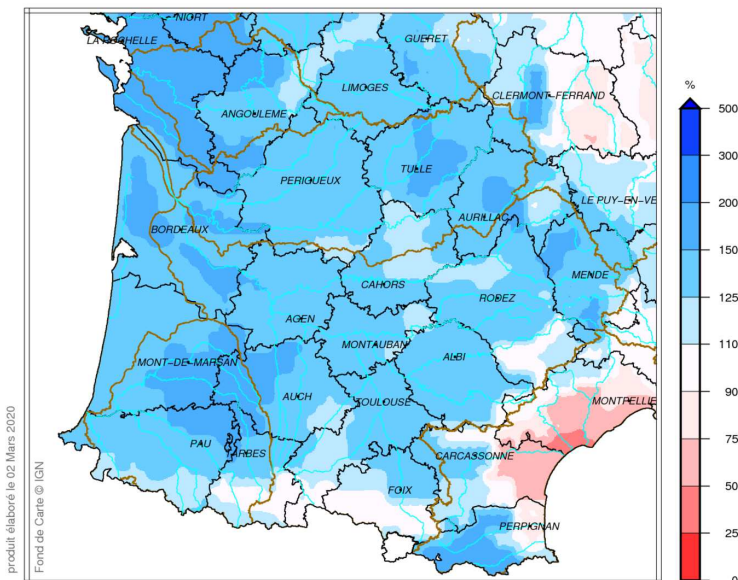 NIORT
LA ROCHELLE
GUERET
%
LIMOGES
CLERMONT-FERRAND
500
ANGOULEME
300
TULLE
PERIGUEUX
200
LE PUY-EN-VE
AURILLAC
BORDEAUX
150
MENDE
CAHORS
RODEZ
125
AGEN
MONTAUBAN
110
ALBI
MONT-DE-MARSAN
90
AUCH
TOULOUSE
MONTPELLIE
75
PAU
TARBES
CARCASSONNE
50
FOIX
PERPIGNAN
25
0
produit élaboré le 02 Mars 2020
Fond de Carte © IGN